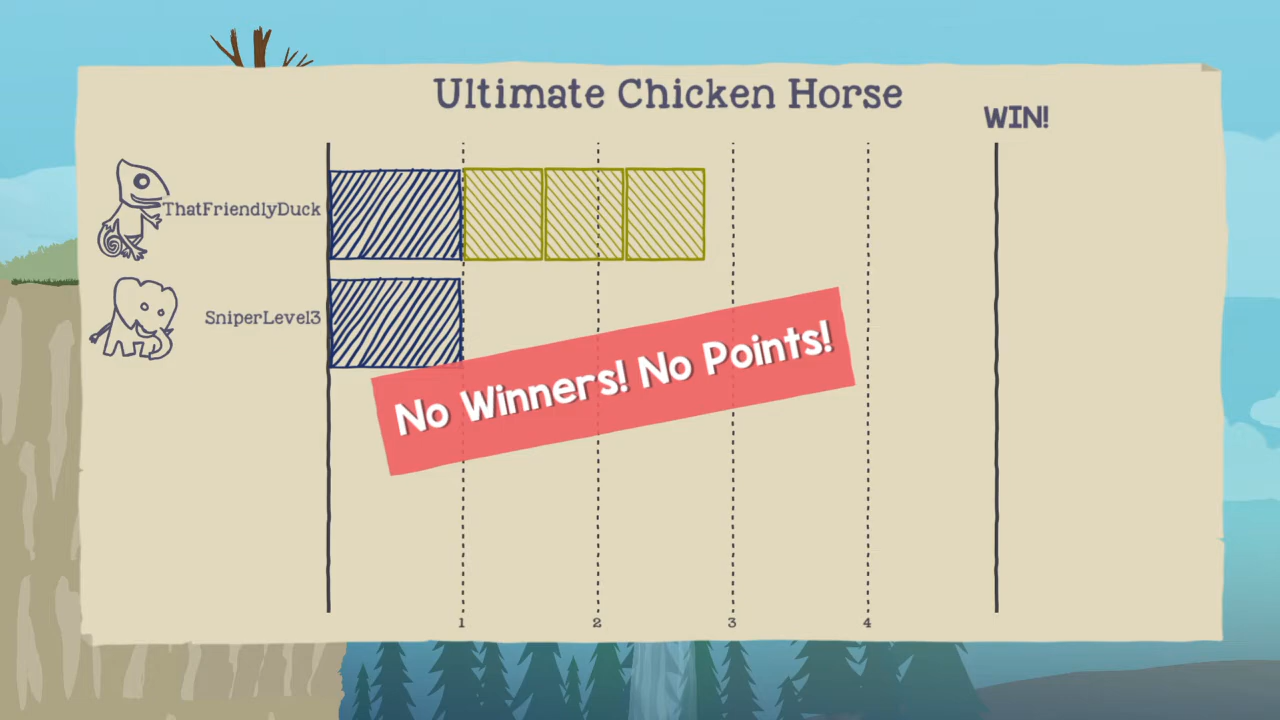 Ultimate Chicken Horse
WIN!
ThatFriendlyDuck
SniperLevel3
No Winners! No Points!
1 2 3 4